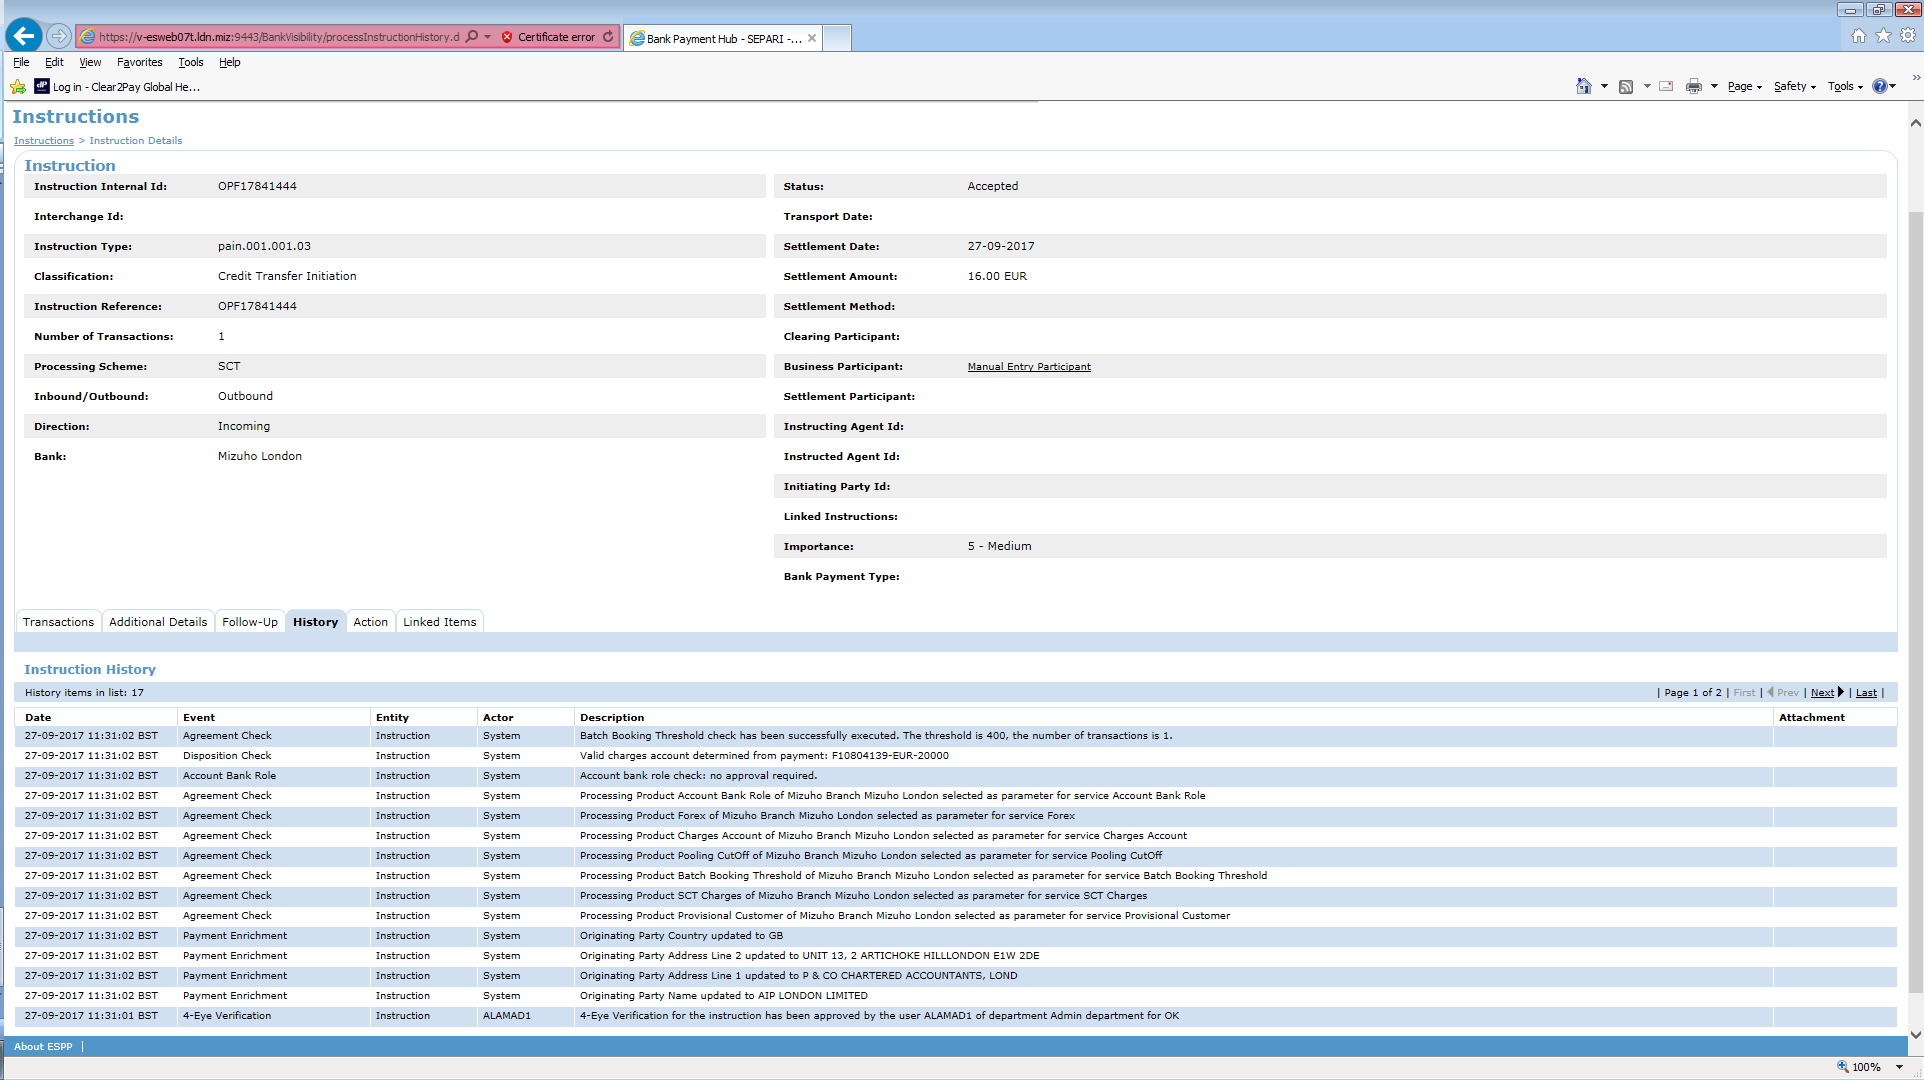 https://v-esweb07t.ldn.miz:9443/BankVisibility/processInstructionHistory.d
Certificate error
Bank Payment Hub - SEPARI -...
File Edit View Favorites Tools Help
Log in - Clear2Pay Global He...
Page Safety Tools
Instructions
Instructions > Instruction Details
Instruction
Instruction Internal Id: OPF17841444 Status: Accepted
Interchange Id: Transport Date:
Instruction Type: pain.001.001.03 Settlement Date: 27-09-2017
Classification: Credit Transfer Initiation Settlement Amount: 16.00 EUR
Instruction Reference: OPF17841444 Settlement Method:
Number of Transactions: 1 Clearing Participant:
Processing Scheme: SCT Business Participant: Manual Entry Participant
Inbound/Outbound: Outbound Settlement Participant:
Direction: Incoming Instructing Agent Id:
Bank: Mizuho London Instructed Agent Id:
Initiating Party Id:
Linked Instructions:
Importance: 5 - Medium
Bank Payment Type:
Transactions Additional Details Follow-Up History Action Linked Items
Instruction History
History items in list: 17 | Page 1 of 2 | First | Prev | Next | Last |
Date Event Entity Actor Description Attachment
27-09-2017 11:31:02 BST Agreement Check Instruction System Batch Booking Threshold check has been successfully executed. The threshold is 400, the number of transactions is 1.
27-09-2017 11:31:02 BST Disposition Check Instruction System Valid charges account determined from payment: F10804139-EUR-20000
27-09-2017 11:31:02 BST Account Bank Role Instruction System Account bank role check: no approval required.
27-09-2017 11:31:02 BST Agreement Check Instruction System Processing Product Account Bank Role of Mizuho Branch Mizuho London selected as parameter for service Account Bank Role
27-09-2017 11:31:02 BST Agreement Check Instruction System Processing Product Forex of Mizuho Branch Mizuho London selected as parameter for service Forex
27-09-2017 11:31:02 BST Agreement Check Instruction System Processing Product Charges Account of Mizuho Branch Mizuho London selected as parameter for service Charges Account
27-09-2017 11:31:02 BST Agreement Check Instruction System Processing Product Pooling CutOff of Mizuho Branch Mizuho London selected as parameter for service Pooling CutOff
27-09-2017 11:31:02 BST Agreement Check Instruction System Processing Product Batch Booking Threshold of Mizuho Branch Mizuho London selected as parameter for service Batch Booking Threshold
27-09-2017 11:31:02 BST Agreement Check Instruction System Processing Product SCT Charges of Mizuho Branch Mizuho London selected as parameter for service SCT Charges
27-09-2017 11:31:02 BST Agreement Check Instruction System Processing Product Provisional Customer of Mizuho Branch Mizuho London selected as parameter for service Provisional Customer
27-09-2017 11:31:02 BST Payment Enrichment Instruction System Originating Party Country updated to GB
27-09-2017 11:31:02 BST Payment Enrichment Instruction System Originating Party Address Line 2 updated to UNIT 13, 2 ARTICHOKE HILLLONDON E1W 2DE
27-09-2017 11:31:02 BST Payment Enrichment Instruction System Originating Party Address Line 1 updated to P & CO CHARTERED ACCOUNTANTS, LOND
27-09-2017 11:31:02 BST Payment Enrichment Instruction System Originating Party Name updated to AIP LONDON LIMITED
27-09-2017 11:31:01 BST 4-Eye Verification Instruction ALAMAD1 4-Eye Verification for the instruction has been approved by the user ALAMAD1 of department Admin department for OK
About ESPP |
100%